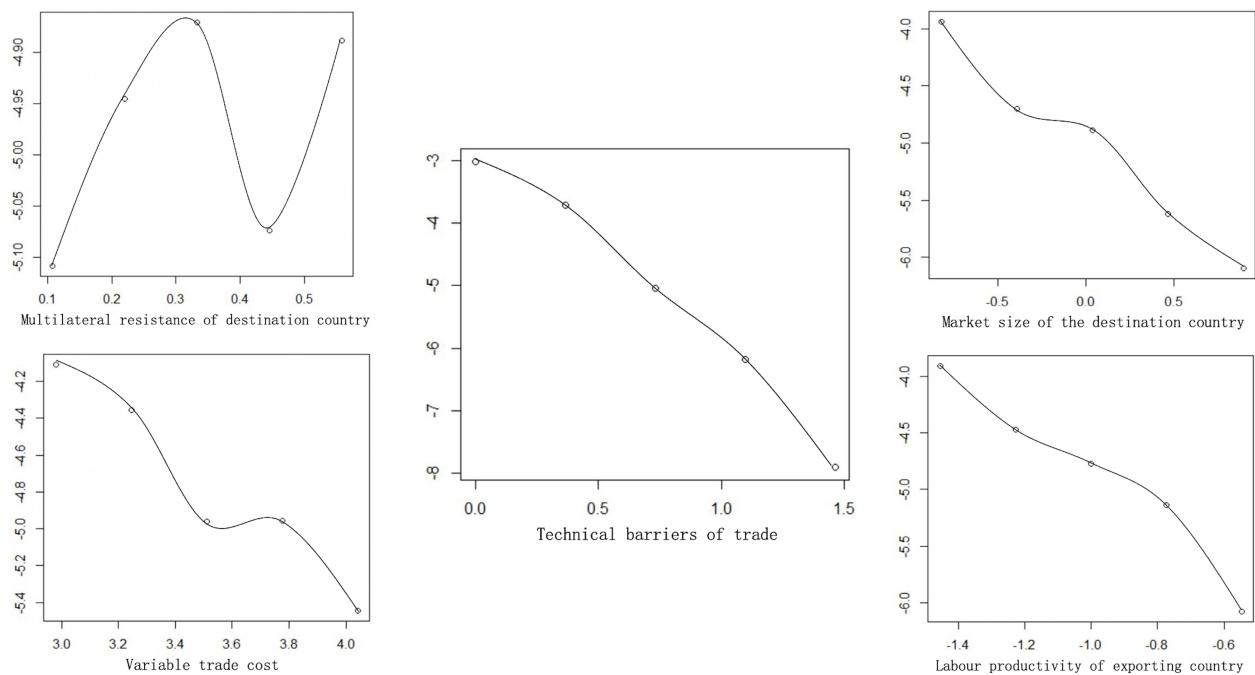 -4.90
-4.95
-5.00
-5.05
-5.10
0.1 0.2 0.3 0.4 0.5
Multilateral resistance of destination country
-4.2
-4.4
-4.6
-4.8
-5.0
-5.2
-5.4
3.0 3.2 3.4 3.6 3.8 4.0
Variable trade cost
-3
-4
-5
-6
-7
-8
0.0 0.5 1.0 1.5
Technical barriers of trade
-4.0
-4.5
-5.0
-5.5
-6.0
-0.5 0.0 0.5
Market size of the destination country
-4.0
-4.5
-5.0
-5.5
-6.0
-1.4 -1.2 -1.0 -0.8 -0.6
Labour productivity of exporting country